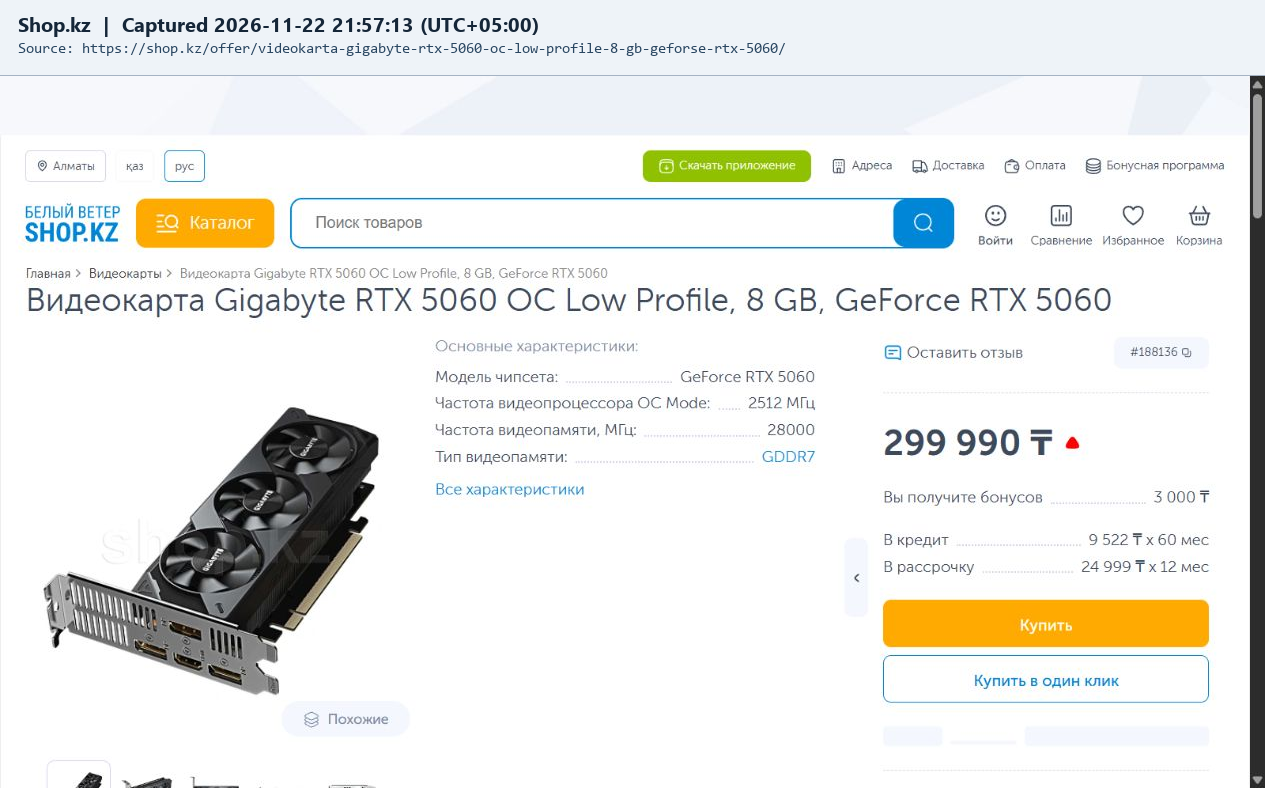 Shop.kz | Captured 2026-11-22 21:57:13 (UTC+05:00)
Source: https://shop.kz/offer/videokarta-gigabyte-rtx-5060-oc-low-profile-8-gb-geforse-rtx-5060/
Алматы қаз рус Скачать приложение Адреса Доставка Оплата Бонусная программа
БЕЛЫЙ ВЕТЕР
SHOP.KZ
Каталог Поиск товаров Войти Сравнение Избранное Корзина
Главная > Видеокарты > Видеокарта Gigabyte RTX 5060 OC Low Profile, 8 GB, GeForce RTX 5060
Видеокарта Gigabyte RTX 5060 OC Low Profile, 8 GB, GeForce RTX 5060
Основные характеристики:
Модель чипсета: GeForce RTX 5060
Частота видеопроцессора OC Mode: 2512 МГц
Частота видеопамяти, МГц: 28000
Тип видеопамяти: GDDR7
Все характеристики
GIGABYTE
GIGABYTE
GIGABYTE
shop.kz
Похожие
Оставить отзыв #188136
299 990 ₸
Вы получите бонусов 3 000 ₸
В кредит 9 522 ₸ x 60 мес
В рассрочку 24 999 ₸ x 12 мес
Купить
Купить в один клик